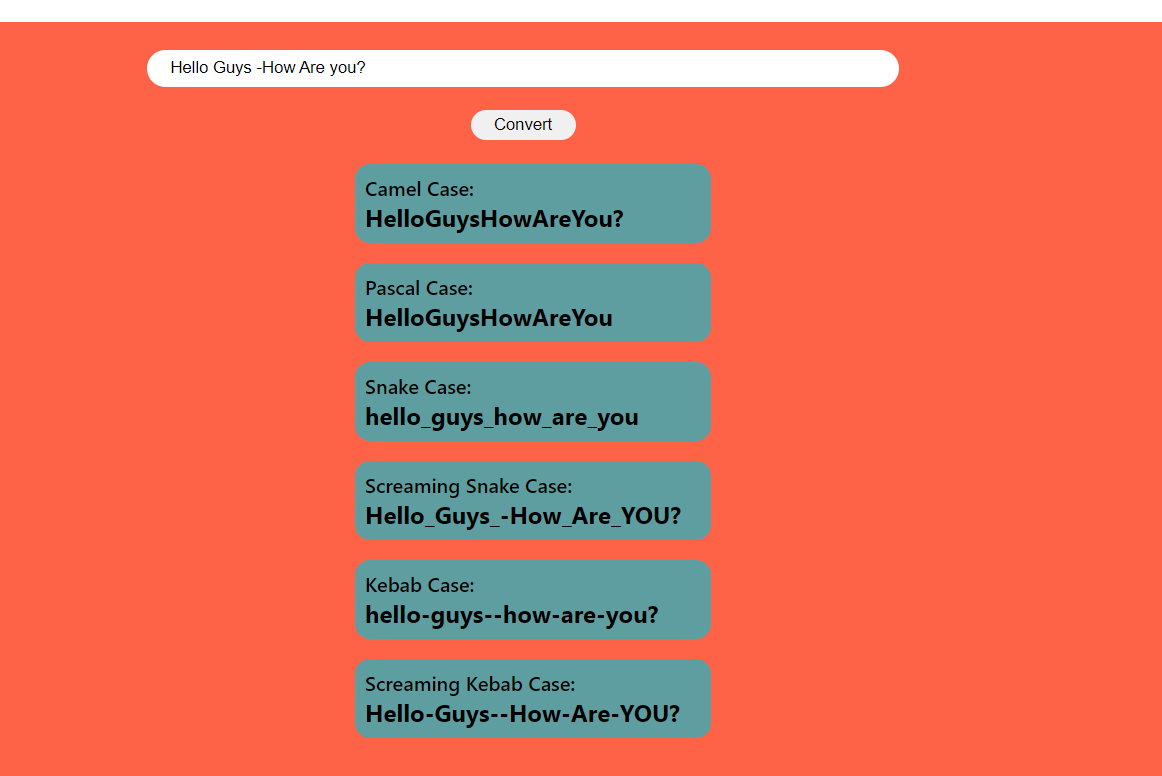 Hello Guys -How Are you?
Convert
Camel Case:
HelloGuysHowAreYou?
Pascal Case:
HelloGuysHowAreYou
Snake Case:
hello_guys_how_are_you
Screaming Snake Case:
Hello_Guys_-How_Are_YOU?
Kebab Case:
hello-guys--how-are-you?
Screaming Kebab Case:
Hello-Guys--How-Are-YOU?